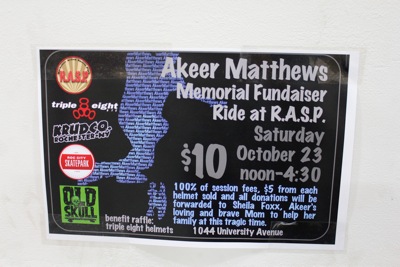 R.A.S.P.
Akeer Matthews
Memorial Fundaiser
Ride at R.A.S.P.
triple eight
Saturday
KRUDCO.
ROCHESTER, NY
October 23
$10
noon-4:30
SKATEPARK
100% of session fees, $5 from each
helmet sold and all donations will be
forwarded to Sheila Foxx, Akeer's
loving and brave Mom to help her
family at this tragic time.
OLD
SKULL
benefit raffle:
triple eight helmets
1044 University Avenue